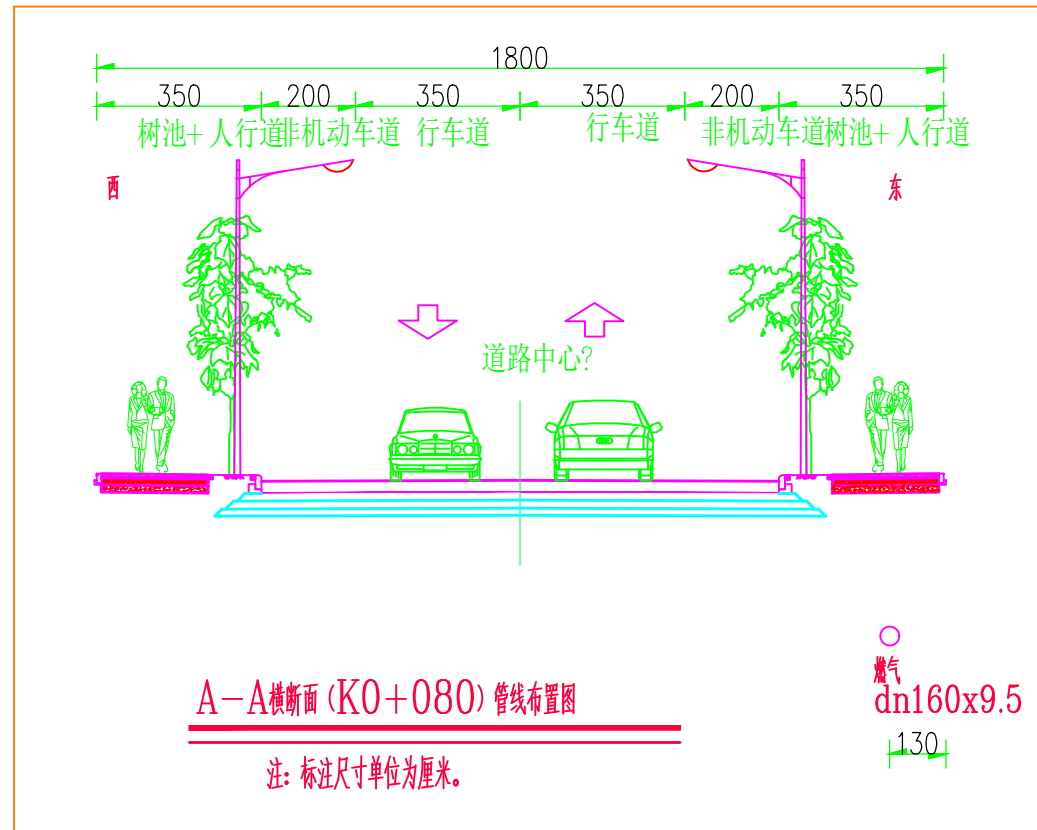 1800
350 200 350 350 200 350
树池+人行道 非机动车道 行车道 行车道 非机动车道 树池+人行道
西 东
道路中心?
燃气
A-A横断面(K0+080)管线布置图
dn160x9.5
130
注: 标注尺寸单位为厘米。